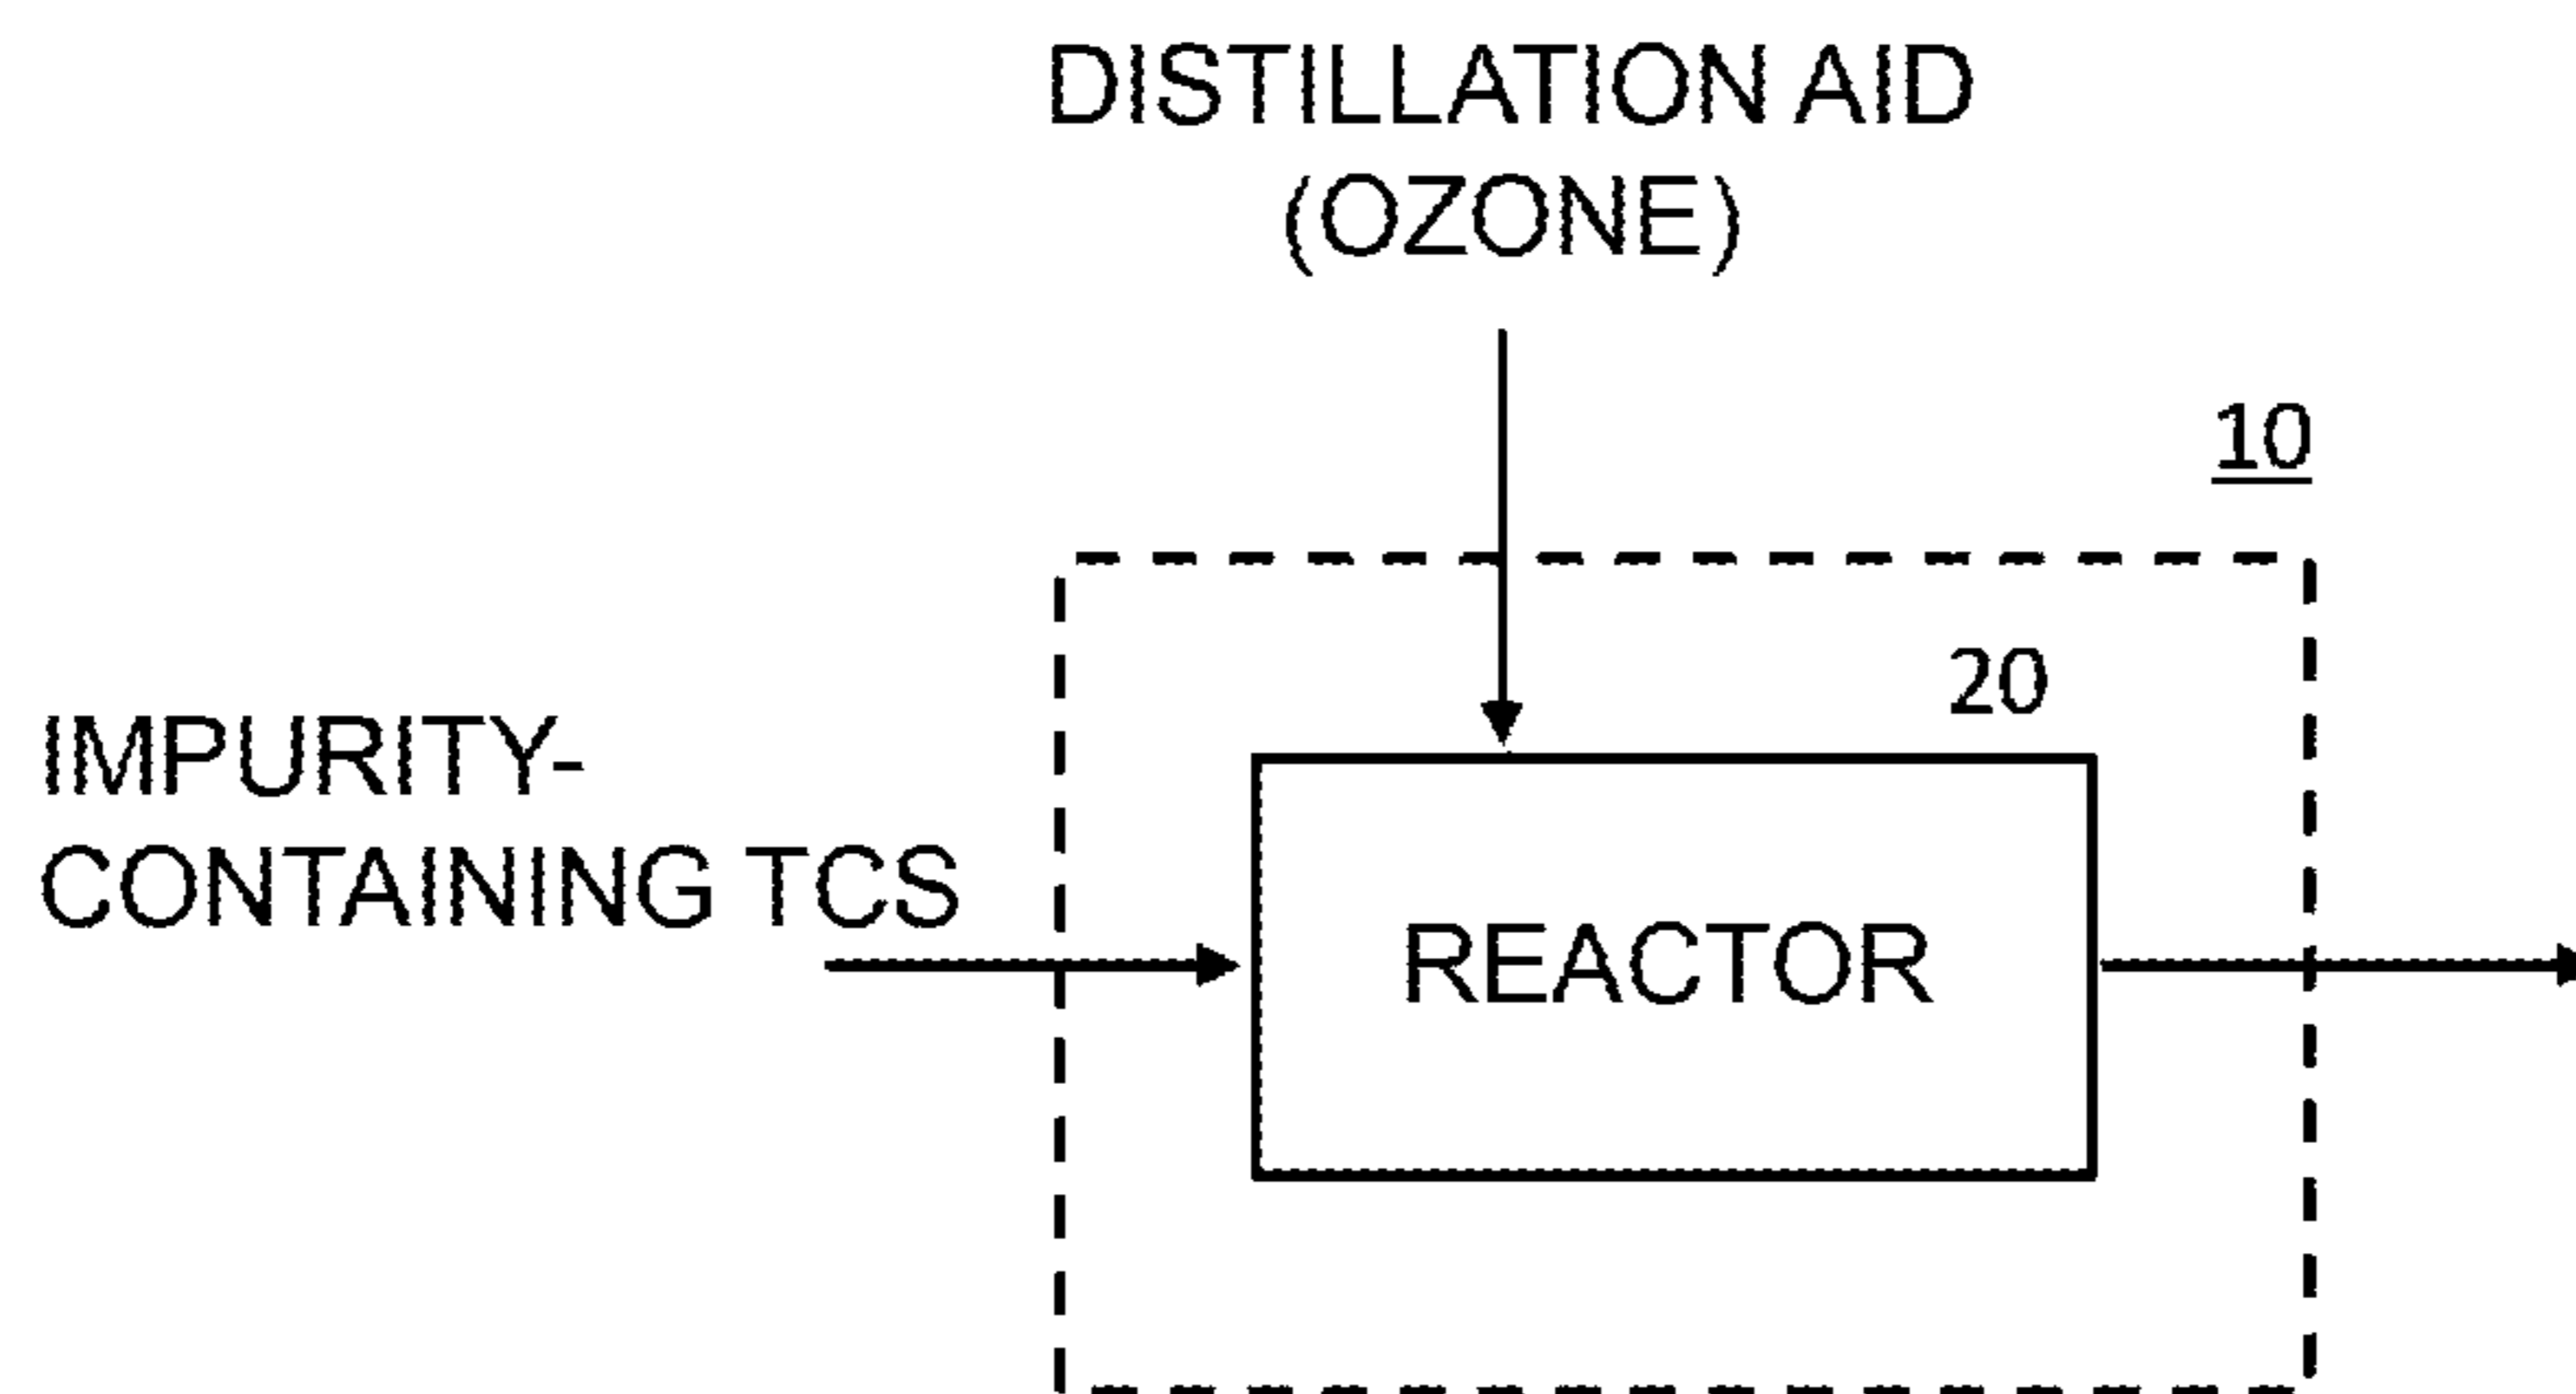 DISTILLATION AID
(OZONE)
10
20
IMPURITY-
CONTAINING TCS
REACTOR